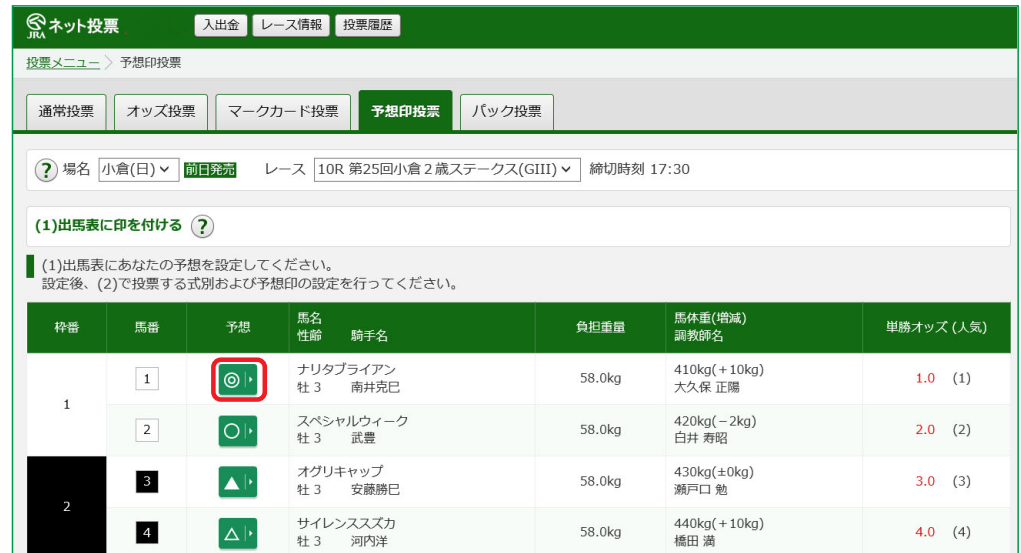 JRA ネット投票 入出金 レース情報 投票履歴
投票メニュー 〉 予想印投票
通常投票 オッズ投票 マークカード投票 予想印投票 パック投票
? 場名 小倉(日) 前日発売 レース 10R 第25回小倉２歳ステークス(GIII) 締切時刻 17:30
(1)出馬表に印を付ける ?
(1)出馬表にあなたの予想を設定してください。
設定後、(2)で投票する式別および予想印の設定を行ってください。
枠番 馬番 予想 馬名 負担重量 馬体重(増減) 単勝オッズ (人気)
性齢 騎手名 調教師名
1 1 ◎ ナリタブライアン 58.0kg 410kg(＋10kg) 1.0 (1)
牡 3 南井克巳 大久保 正陽
2 ○ スペシャルウィーク 58.0kg 420kg(－2kg) 2.0 (2)
牡 3 武豊 白井 寿昭
2 3 ▲ オグリキャップ 58.0kg 430kg(±0kg) 3.0 (3)
牡 3 安藤勝巳 瀬戸口 勉
4 △ サイレンススズカ 58.0kg 440kg(＋10kg) 4.0 (4)
牡 3 河内洋 橋田 満